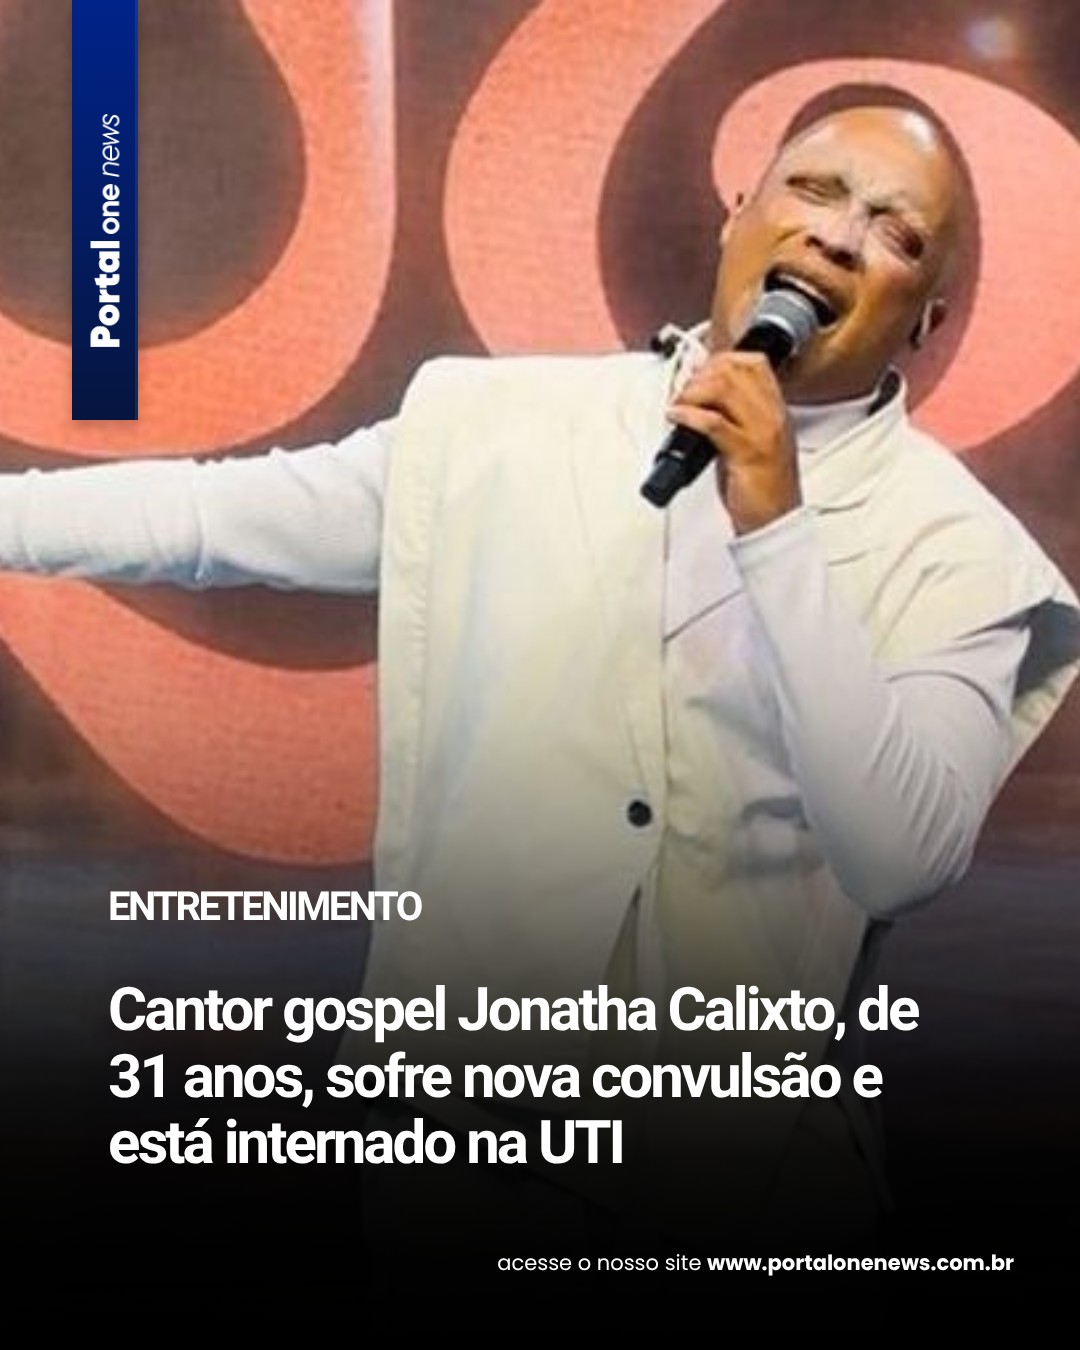 Portal one news
ENTRETENIMENTO
Cantor gospel Jonatha Calixto, de
31 anos, sofre nova convulsão e
está internado na UTI
acesse o nosso site www.portalonenews.com.br